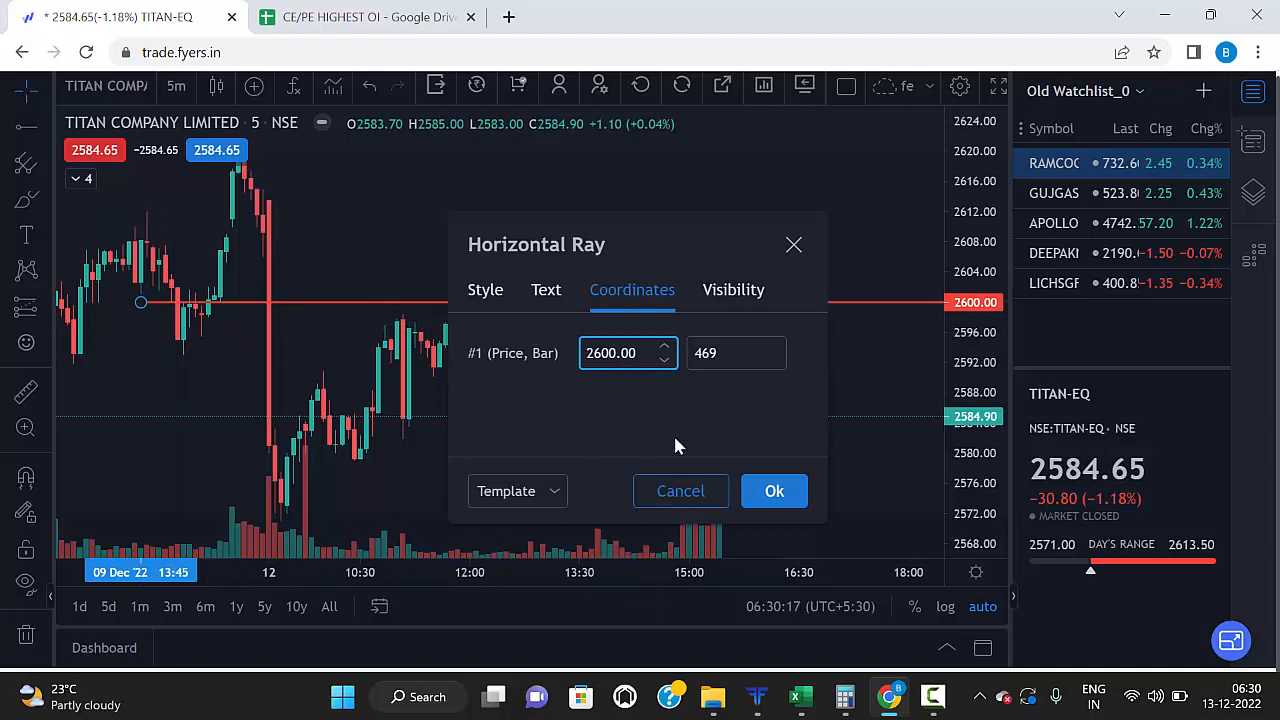 * 2584.65(-1.18%) TITAN-EQ
CE/PE HIGHEST OI - Google Drive
trade.fyers.in
B
TITAN COMPA
5m
fe
TITAN COMPANY LIMITED · 5 · NSE
O2583.70 H2585.00 L2583.00 C2584.90 +1.10 (+0.04%)
2584.65
−2584.65
2584.65
4
2624.00
2620.00
2616.00
2612.00
2608.00
2604.00
2600.00
2596.00
2592.00
2588.00
2584.90
2580.00
2576.00
2572.00
2568.00
Horizontal Ray
Style Text Coordinates Visibility
#1 (Price, Bar) 2600.00 469
Template Cancel Ok
Old Watchlist_0
Symbol Last Chg Chg%
RAMCOC 732.6 2.45 0.34%
GUJGAS 523.8 2.25 0.43%
APOLLO 4742. 57.20 1.22%
DEEPAKI 2190. −1.50 −0.07%
LICHSGF 400.8 −1.35 −0.34%
TITAN-EQ
NSE:TITAN-EQ • NSE
2584.65
−30.80 (−1.18%)
MARKET CLOSED
2571.00 DAY'S RANGE 2613.50
09 Dec '22 13:45
12 10:30 12:00 13:30 15:00 16:30 18:00
1d 5d 1m 3m 6m 1y 5y 10y All
06:30:17 (UTC+5:30) % log auto
Dashboard
23°C
Partly cloudy
Search
ENG
IN
06:30
13-12-2022